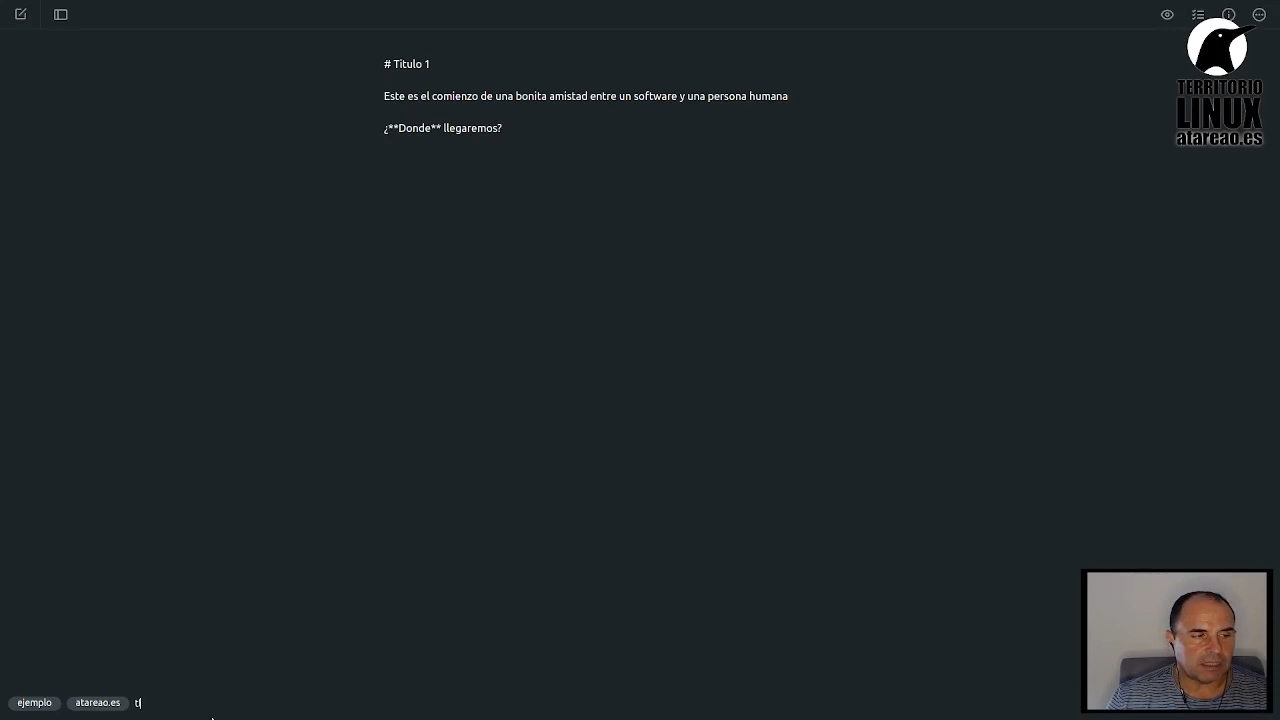 # Titulo 1
Este es el comienzo de una bonita amistad entre un software y una persona humana
¿**Donde** llegaremos?
TERRITORIO
LINUX
atareao.es
ejemplo atareao.es t